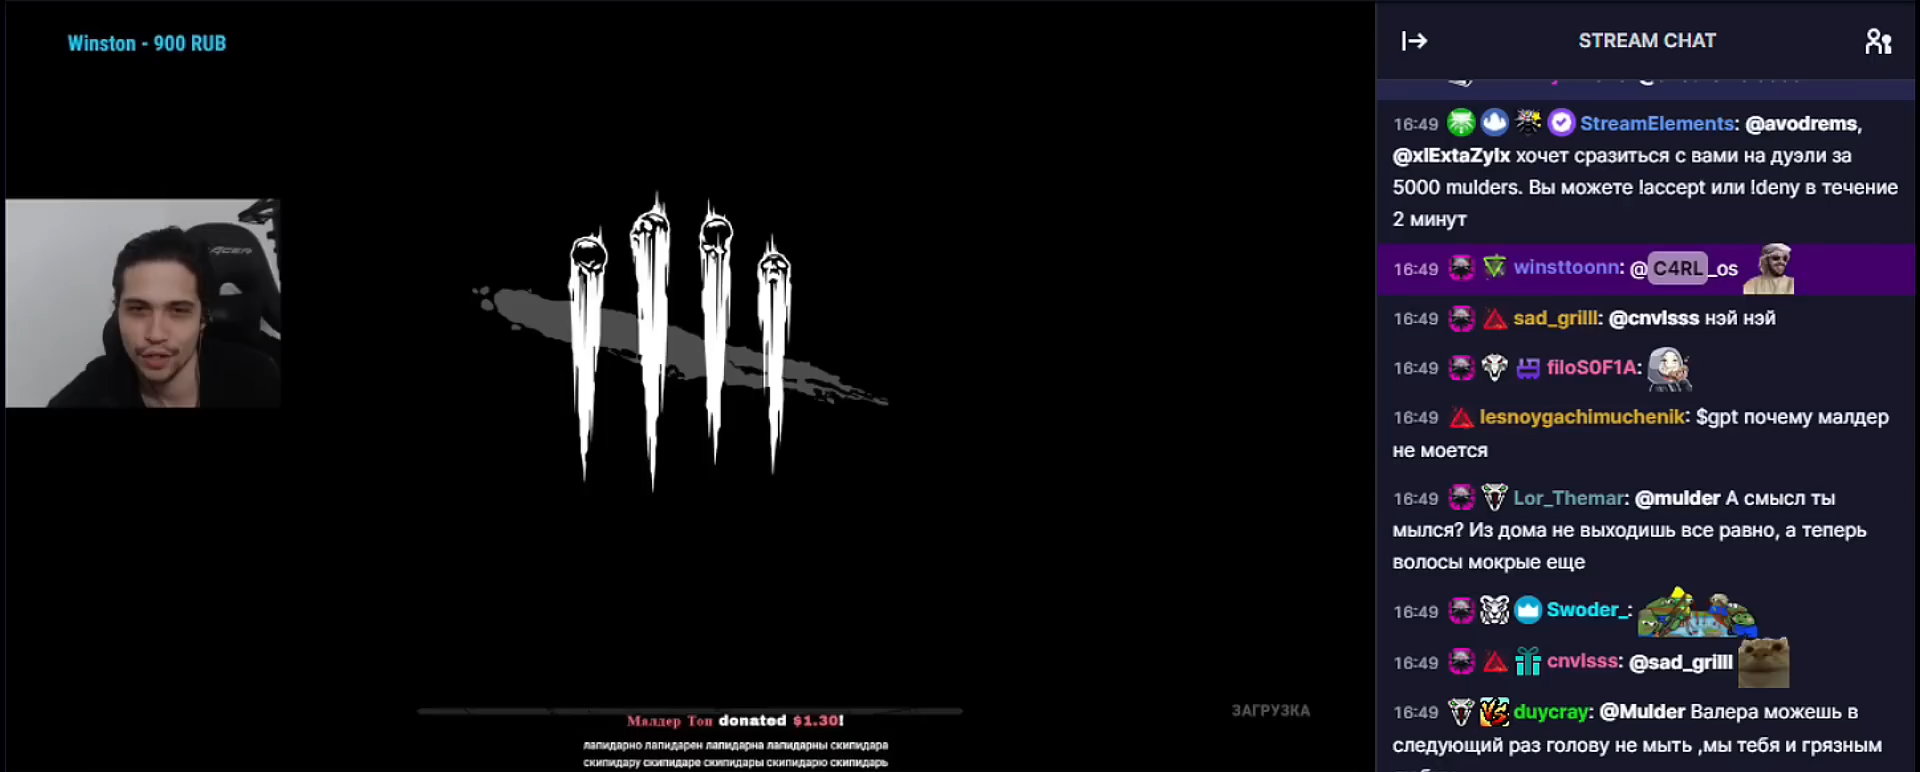 Winston - 900 RUB
STREAM CHAT
16:49 StreamElements: @avodrems,
@xlExtaZylx хочет сразиться с вами на дуэли за
5000 mulders. Вы можете !accept или !deny в течение
2 минут
16:49 winsttoonn: @C4RL_os
16:49 sad_grilll: @cnvlsss нэй нэй
16:49 filoS0F1A:
16:49 lesnoygachimuchenik: $gpt почему малдер
не моется
16:49 Lor_Themar: @mulder А смысл ты
мылся? Из дома не выходишь все равно, а теперь
волосы мокрые еще
16:49 Swoder_:
16:49 cnvlsss: @sad_grilll
16:49 duycray: @Mulder Валера можешь в
следующий раз голову не мыть ,мы тебя и грязным
ACER
ЗАГРУЗКА
Малдер Топ donated $1.30!
лапидарно лапидарен лапидарна лапидарны скипидара
скипидару скипидаре скипидары скипидарю скипидарь